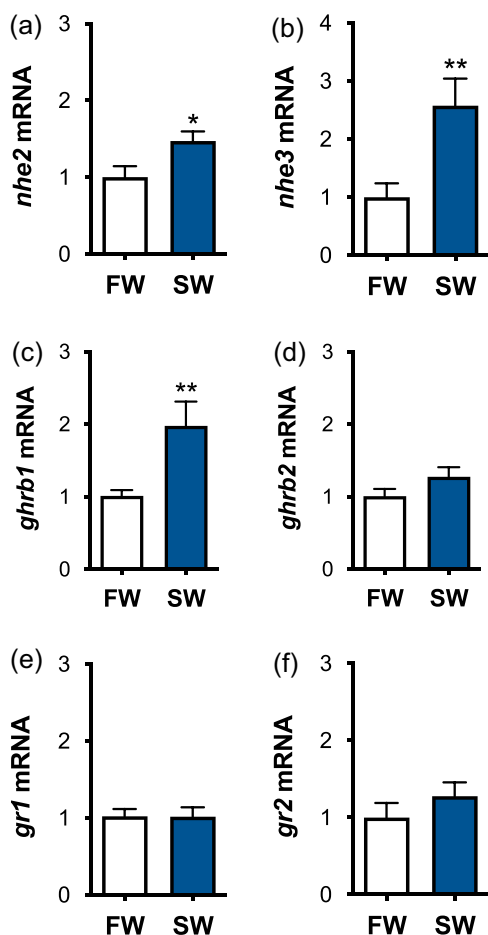 (a)
nhe2 mRNA
3
2
1
0
*
FW SW
(b)
nhe3 mRNA
4
3
2
1
0
**
FW SW
(c)
ghrb1 mRNA
3
2
1
0
**
FW SW
(d)
ghrb2 mRNA
3
2
1
0
FW SW
(e)
gr1 mRNA
3
2
1
0
FW SW
(f)
gr2 mRNA
3
2
1
0
FW SW